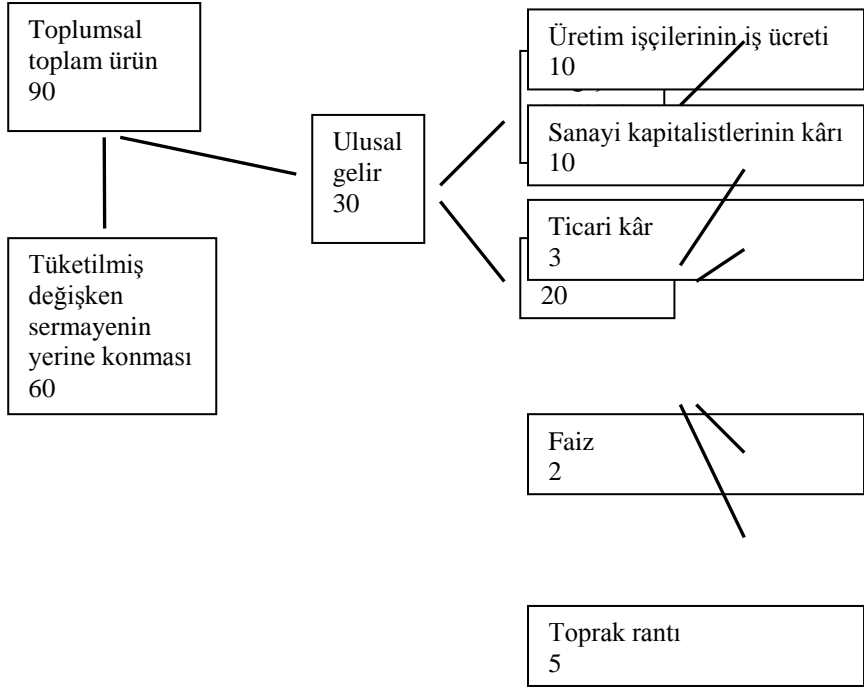 Toplumsal
toplam ürün
90
Tüketilmiş
değişken
sermayenin
yerine konması
60
Ulusal
gelir
30
Üretim işçilerinin iş ücreti
10
Sanayi kapitalistlerinin kârı
10
Ticari kâr
3
20
Faiz
2
Toprak rantı
5